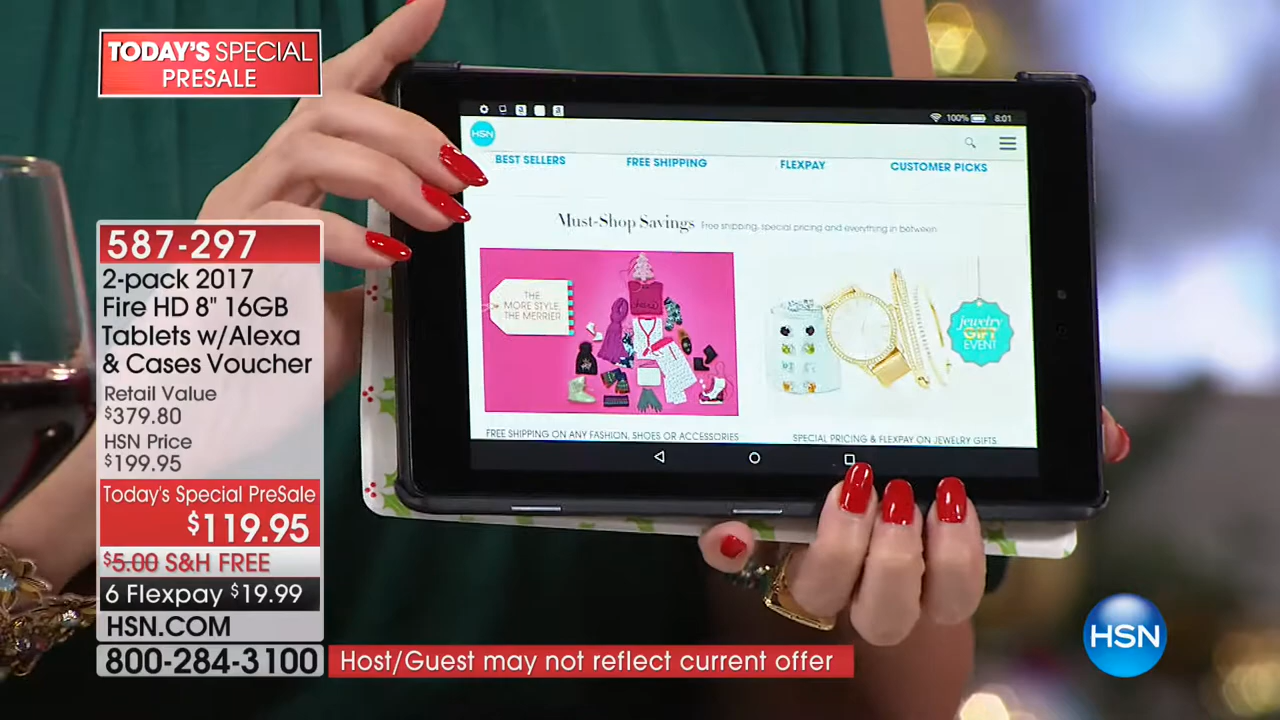 TODAY'S SPECIAL
PRESALE
587-297
2-pack 2017
Fire HD 8" 16GB
Tablets w/Alexa
& Cases Voucher
Retail Value
$379.80
HSN Price
$199.95
Today's Special PreSale
$119.95
$5.00 S&H FREE
6 Flexpay $19.99
HSN.COM
800-284-3100
Host/Guest may not reflect current offer
100% 8:01
HSN
BEST SELLERS FREE SHIPPING FLEXPAY CUSTOMER PICKS
Must-Shop Savings Free shipping, special pricing and everything in between
THE
MORE STYLE,
THE MERRIER
jewelry
GIFT
EVENT
FREE SHIPPING ON ANY FASHION, SHOES OR ACCESSORIES
SPECIAL PRICING & FLEXPAY ON JEWELRY GIFTS
HSN